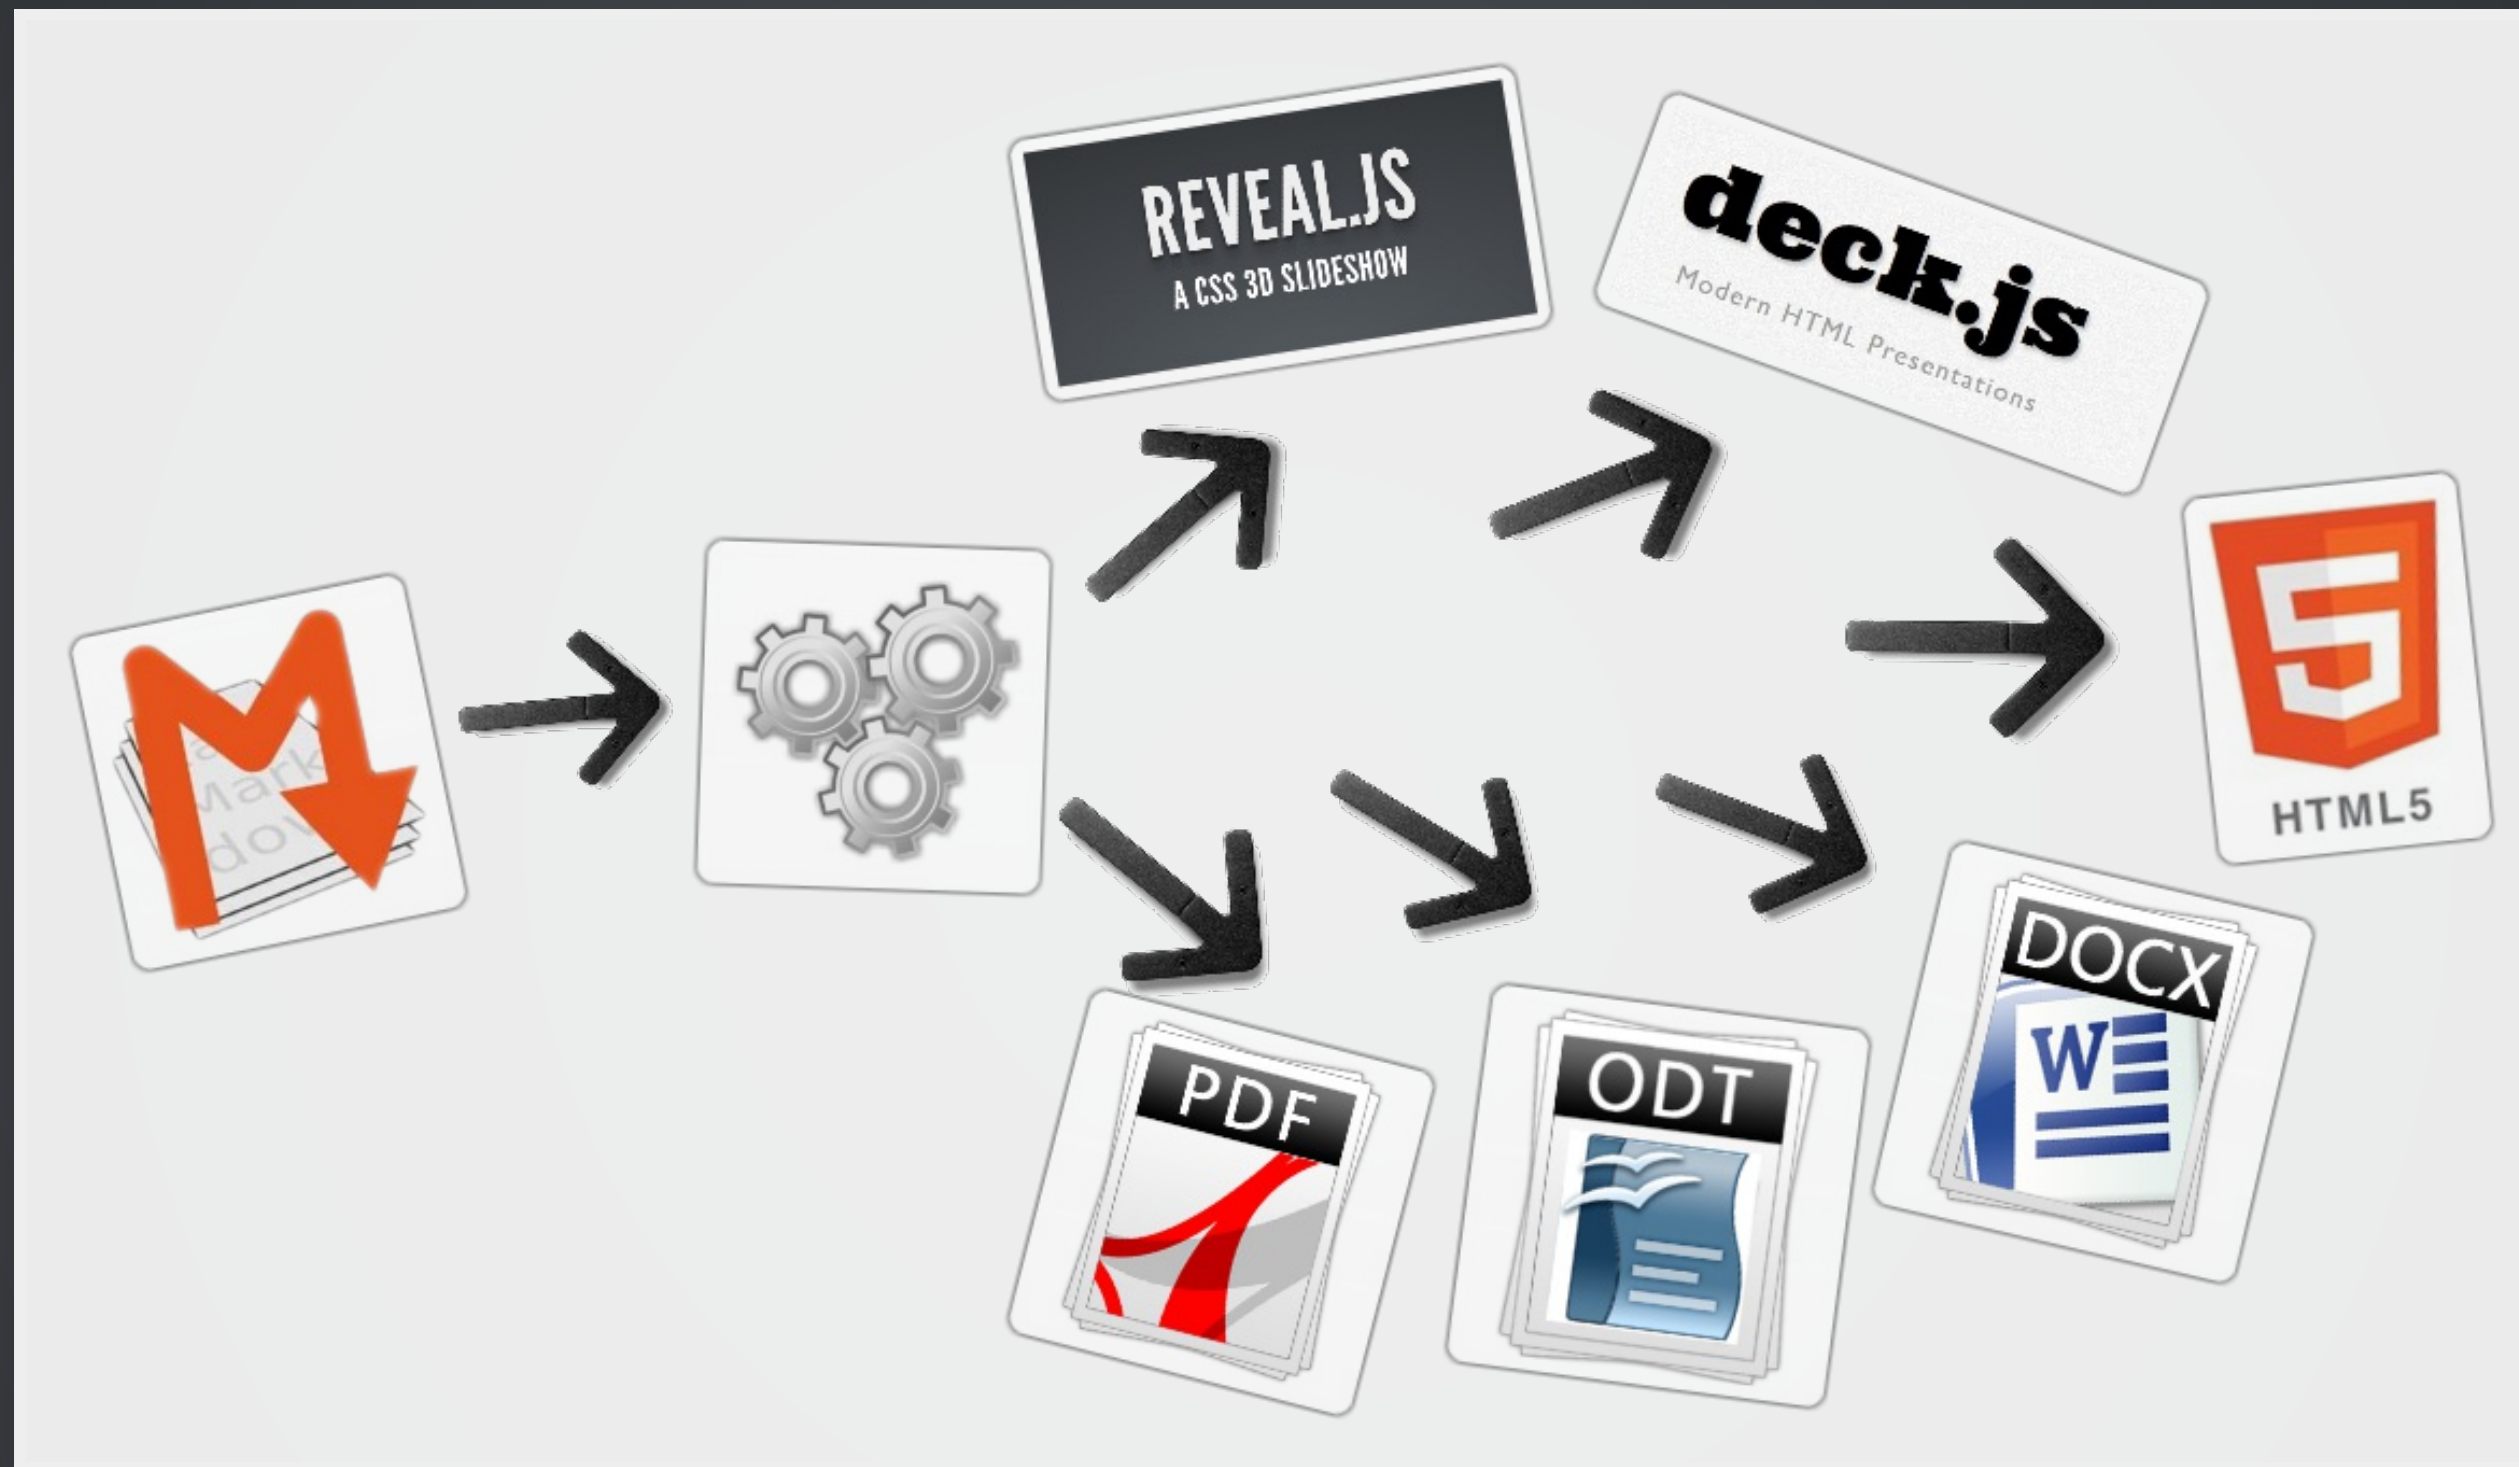 REVEAL.JS
A CSS 3D SLIDESHOW
deck.js
Modern HTML Presentations
HTML5
DOCX
W
PDF
ODT